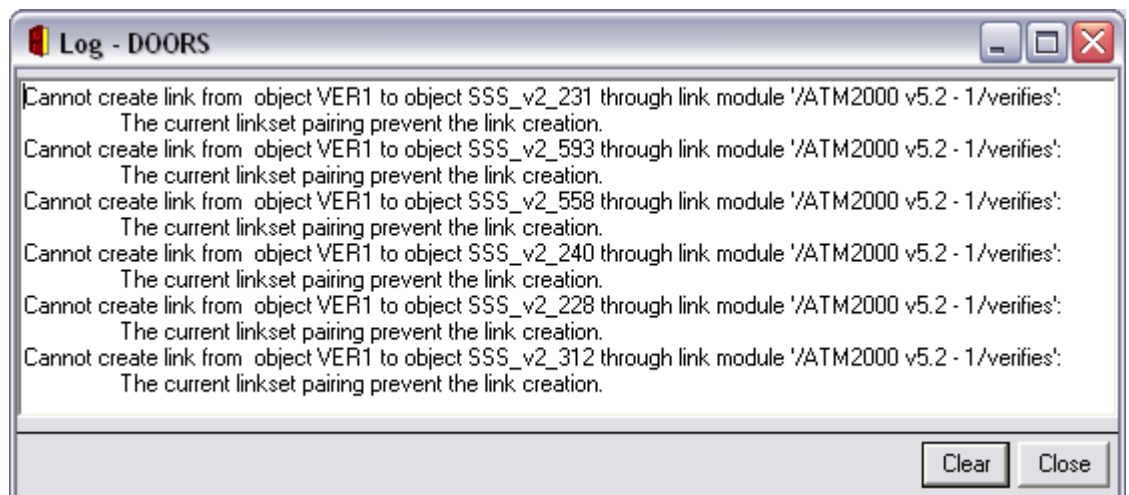 Log - DOORS
Cannot create link from  object VER1 to object SSS_v2_231 through link module '/ATM2000 v5.2 - 1/verifies':
The current linkset pairing prevent the link creation.
Cannot create link from  object VER1 to object SSS_v2_593 through link module '/ATM2000 v5.2 - 1/verifies':
The current linkset pairing prevent the link creation.
Cannot create link from  object VER1 to object SSS_v2_558 through link module '/ATM2000 v5.2 - 1/verifies':
The current linkset pairing prevent the link creation.
Cannot create link from  object VER1 to object SSS_v2_240 through link module '/ATM2000 v5.2 - 1/verifies':
The current linkset pairing prevent the link creation.
Cannot create link from  object VER1 to object SSS_v2_228 through link module '/ATM2000 v5.2 - 1/verifies':
The current linkset pairing prevent the link creation.
Cannot create link from  object VER1 to object SSS_v2_312 through link module '/ATM2000 v5.2 - 1/verifies':
The current linkset pairing prevent the link creation.
Clear Close